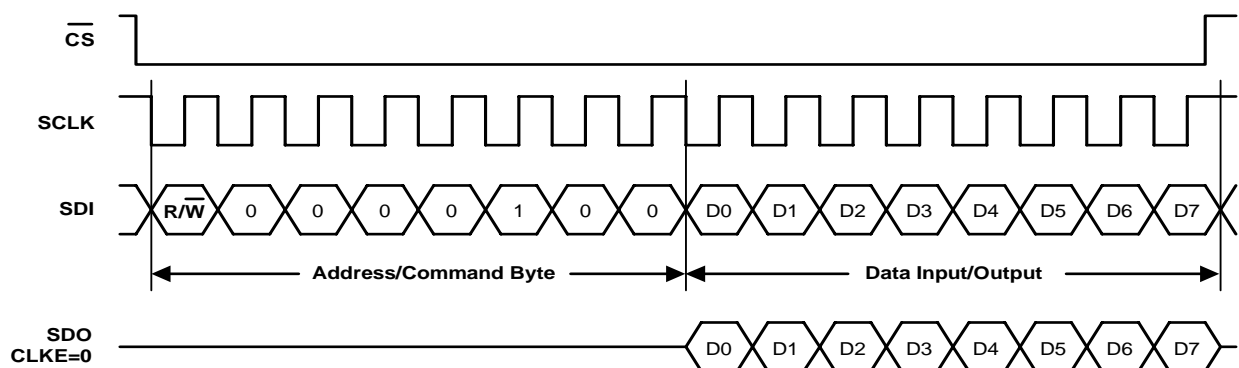 CS
SCLK
SDI R/W 0 0 0 0 1 0 0 D0 D1 D2 D3 D4 D5 D6 D7
Address/Command Byte Data Input/Output
SDO
CLKE=0 D0 D1 D2 D3 D4 D5 D6 D7